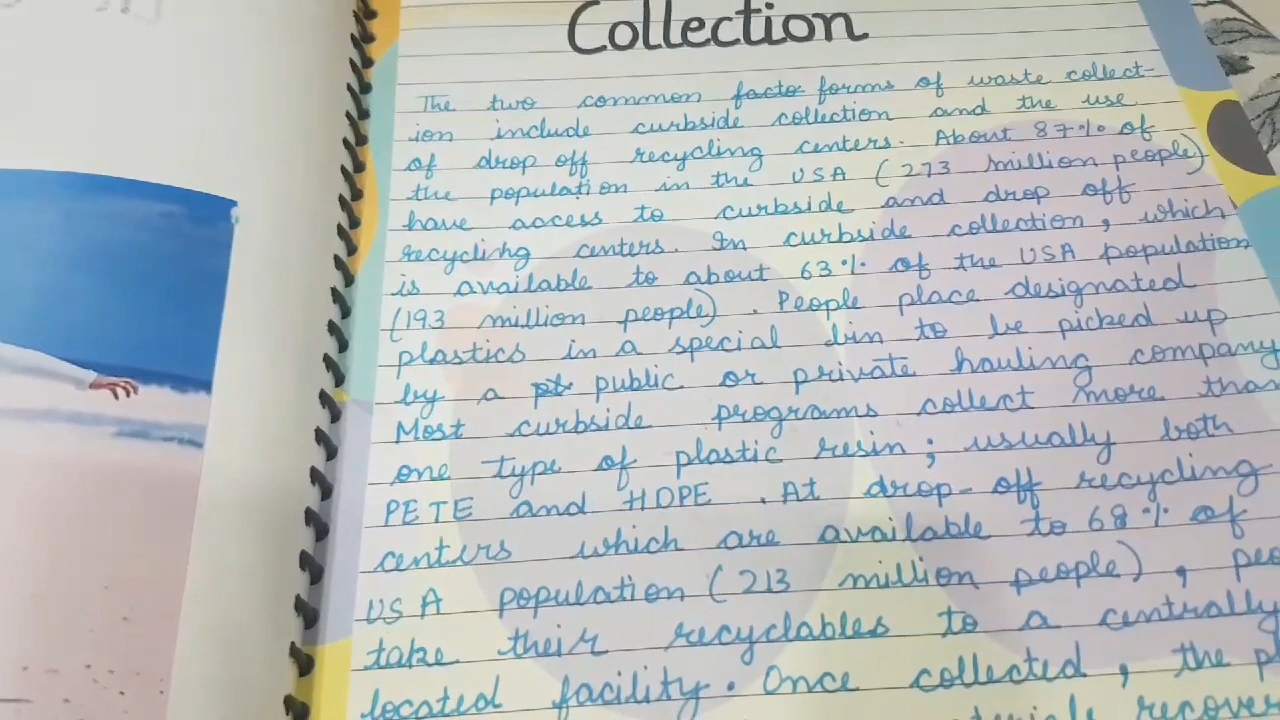 Collection
The two common facto forms of waste collect-
ion include curbside collection and the use
of drop off recycling centers. About 87% of
the population in the USA (273 million people)
have access to curbside and drop off
recycling centers. In curbside collection, which
is available to about 63% of the USA population
(193 million people). People place designated
plastics in a special bin to be picked up
by a pt public or private hauling company
Most curbside programs collect more than
one type of plastic resin; usually both
PETE and HDPE. At drop-off recycling
centers which are available to 68% of
USA population (213 million people),
take their recyclables to a centrally
located facility. Once collected, the